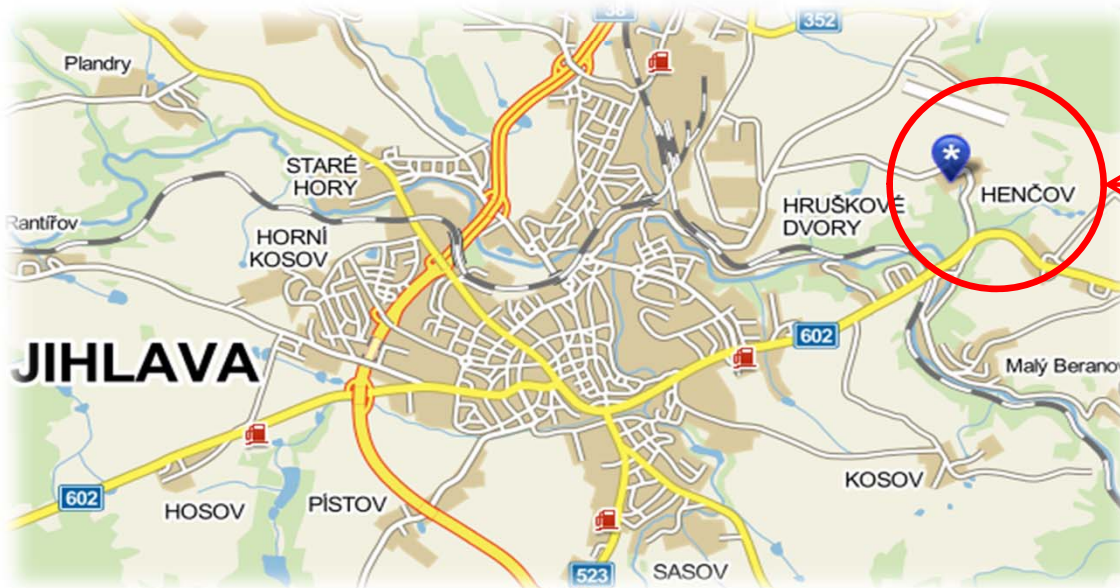 38
352
Plandry
STARÉ
HORY
HENČOV
HRUŠKOVÉ
DVORY
Rantířov
HORNÍ
KOSOV
602
JIHLAVA
Malý Beranov
KOSOV
602
HOSOV
PÍSTOV
523
SASOV